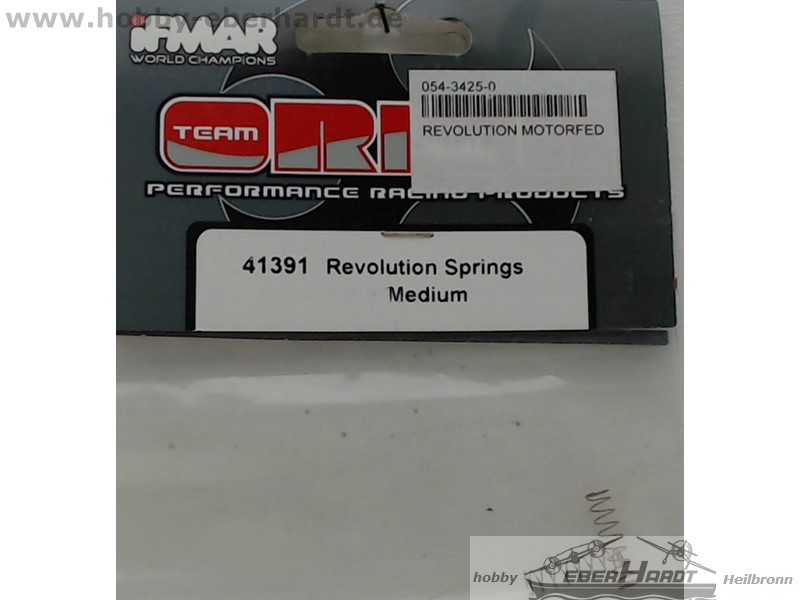 www.hobby-eberhardt.de
IFMAR
WORLD CHAMPIONS
054-3425-0
REVOLUTION MOTORFED
TEAM
PERFORMANCE RACING PRODUCTS
41391 Revolution Springs
Medium
hobby EBERHARDT Heilbronn